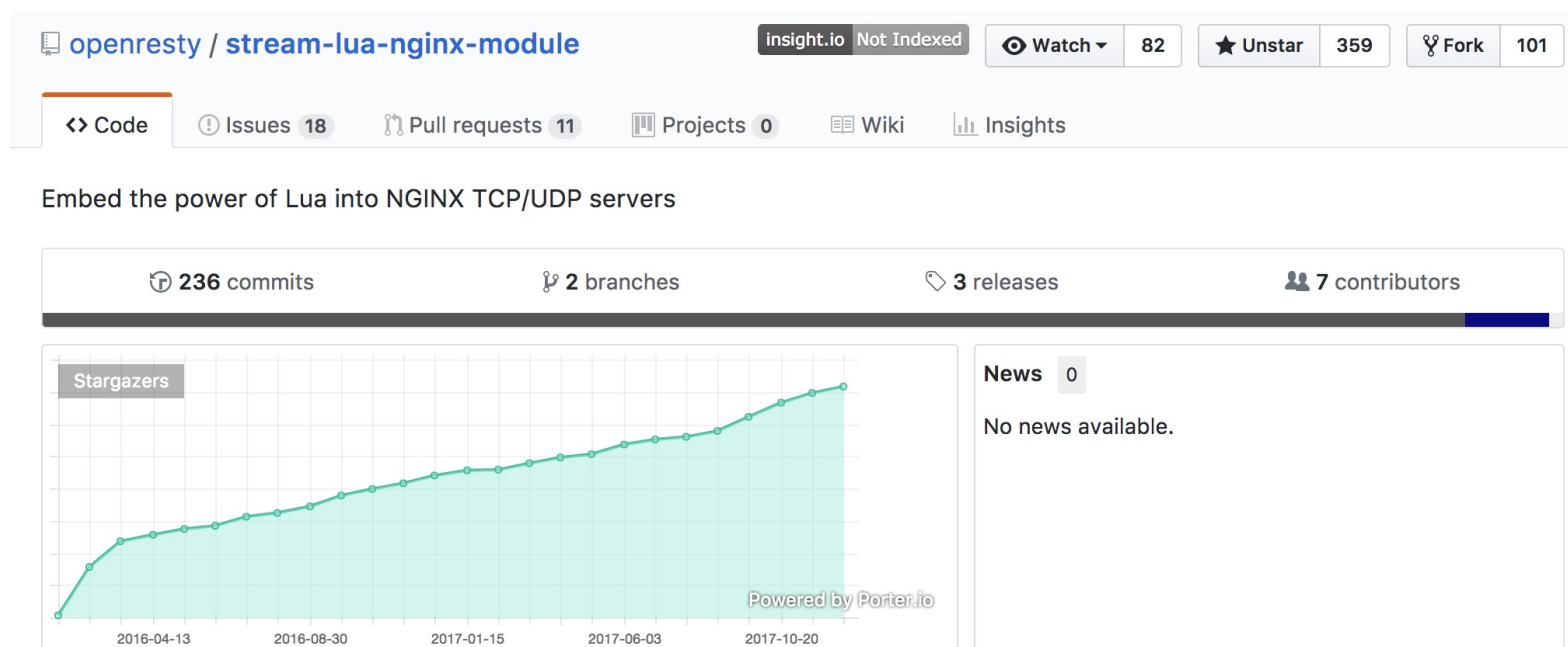 openresty / stream-lua-nginx-module insight.io Not Indexed Watch 82 Unstar 359 Fork 101
Code Issues 18 Pull requests 11 Projects 0 Wiki Insights
Embed the power of Lua into NGINX TCP/UDP servers
236 commits 2 branches 3 releases 7 contributors
Stargazers
Powered by Porter.io
2016-04-13 2016-08-30 2017-01-15 2017-06-03 2017-10-20
News 0
No news available.